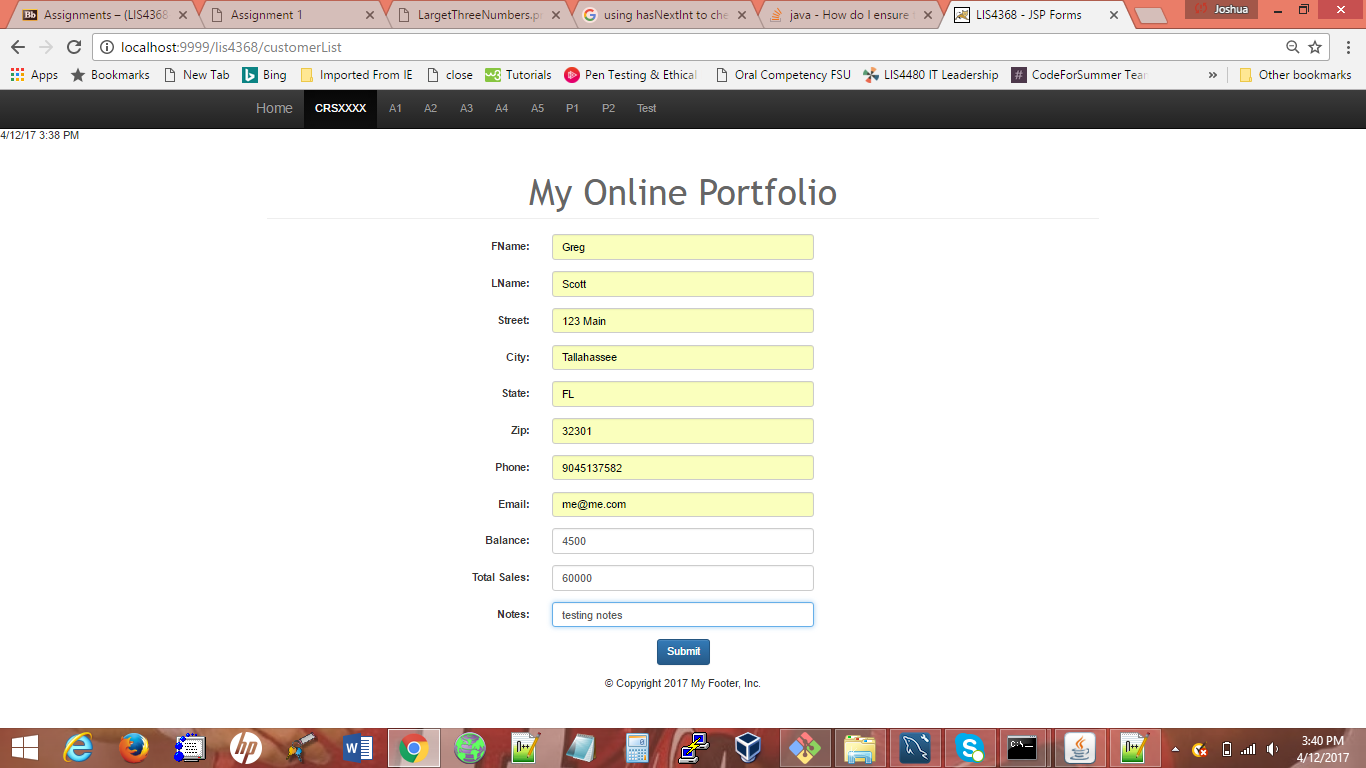 Assignments – (LIS4368
Assignment 1
LargetThreeNumbers.p
using hasNextInt to che
java - How do I ensure
LIS4368 - JSP Forms
Joshua
localhost:9999/lis4368/customerList
Apps
Bookmarks
New Tab
Bing
Imported From IE
close
Tutorials
Pen Testing & Ethical
Oral Competency FSU
LIS4480 IT Leadership
CodeForSummer Tear
»
Other bookmarks
Home CRSXXXX A1 A2 A3 A4 A5 P1 P2 Test
4/12/17 3:38 PM
My Online Portfolio
FName: Greg
LName: Scott
Street: 123 Main
City: Tallahassee
State: FL
Zip: 32301
Phone: 9045137582
Email: me@me.com
Balance: 4500
Total Sales: 60000
Notes: testing notes
Submit
© Copyright 2017 My Footer, Inc.
3:40 PM
4/12/2017